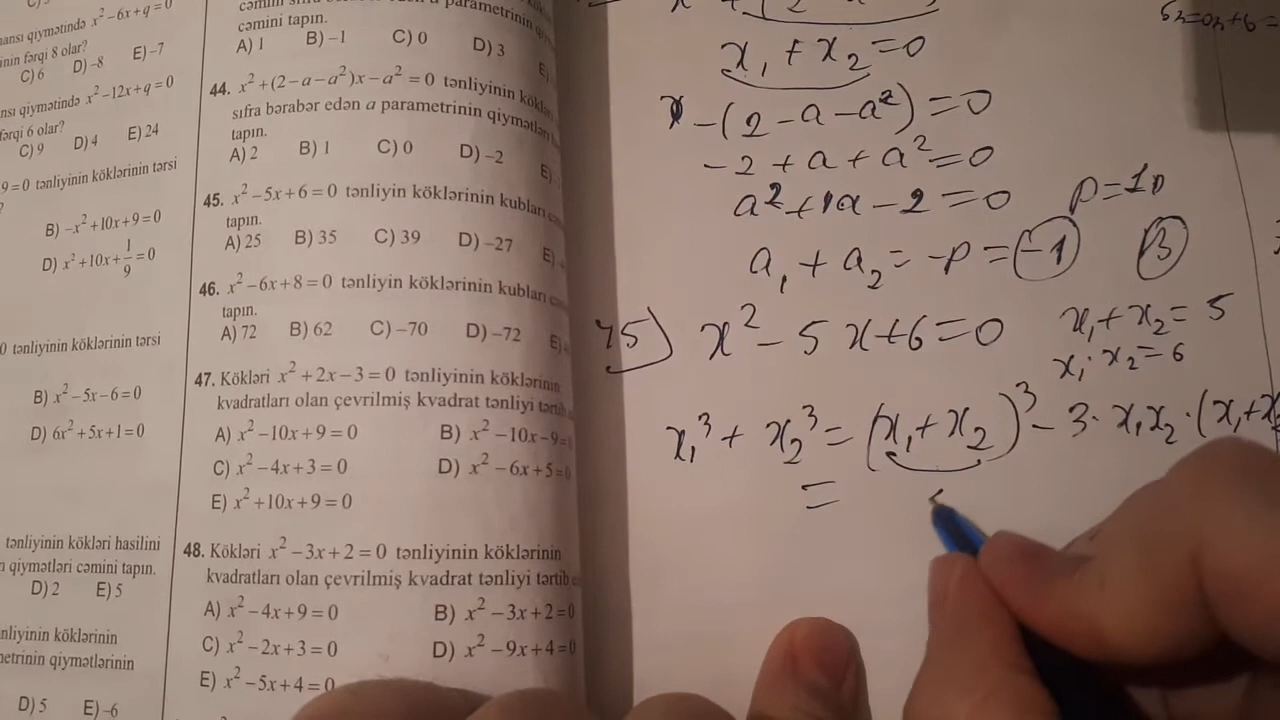 ansı qiymətində x² − 6x + q = 0
inin fərqi 8 olar?
C) 6 D) −8 E) −7
nsı qiymətində x² − 12x + q = 0
fərqi 6 olar?
C) 9 D) 4 E) 24
9 = 0 tənliyinin köklərinin tərsi
B) −x² + 10x + 9 = 0
D) x² + 10x + 1/9 = 0
0 tənliyinin köklərinin tərsi
B) x² − 5x − 6 = 0
D) 6x² + 5x + 1 = 0
tənliyinin kökləri hasilini
qiymətləri cəmini tapın.
D) 2 E) 5
nliyinin köklərinin
metrinin qiymətlərinin
D) 5 E) −6
parametrinin
cəmini tapın.
A) 1 B) −1 C) 0 D) 3 E)
44. x² + (2 − a − a²)x − a² = 0 tənliyinin köklər
sıfra bərabər edən a parametrinin qiymətlər
tapın.
A) 2 B) 1 C) 0 D) −2 E)
45. x² − 5x + 6 = 0 tənliyin köklərinin kubları
tapın.
A) 25 B) 35 C) 39 D) −27 E)
46. x² − 6x + 8 = 0 tənliyin köklərinin kubları
tapın.
A) 72 B) 62 C) −70 D) −72 E)
47. Kökləri x² + 2x − 3 = 0 tənliyinin köklərinin
kvadratları olan çevrilmiş kvadrat tənliyi tərtib
A) x² − 10x + 9 = 0 B) x² − 10x − 9 =
C) x² − 4x + 3 = 0 D) x² − 6x + 5 = 0
E) x² + 10x + 9 = 0
48. Kökləri x² − 3x + 2 = 0 tənliyinin köklərinin
kvadratları olan çevrilmiş kvadrat tənliyi tərtib
A) x² − 4x + 9 = 0 B) x² − 3x + 2 = 0
C) x² − 2x + 3 = 0 D) x² − 9x + 4 = 0
E) x² − 5x + 4 = 0
x₁ + x₂ = 0
−(2 − a − a²) = 0
−2 + a + a² = 0
a² + 1a − 2 = 0 p = 1
a₁ + a₂ = −p = −1 B
45) x² − 5x + 6 = 0 x₁ + x₂ = 5
x₁ · x₂ = 6
x₁³ + x₂³ = (x₁ + x₂)³ − 3 · x₁x₂ · (x₁ + x
=